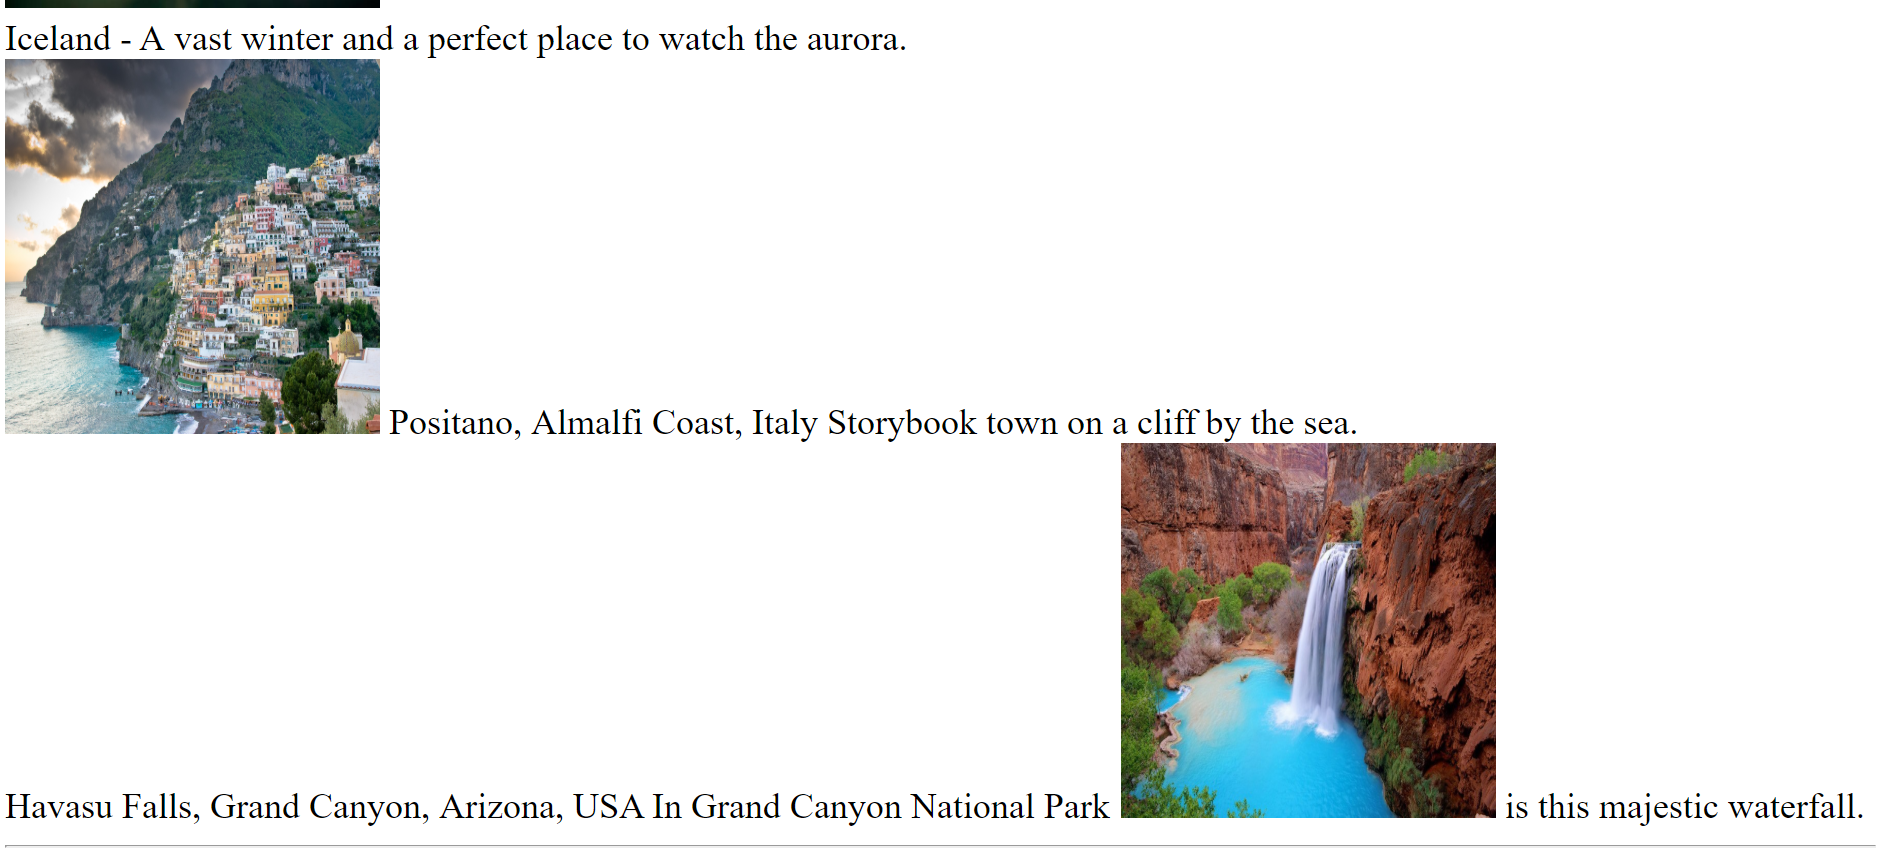 Iceland - A vast winter and a perfect place to watch the aurora.
Positano, Almalfi Coast, Italy Storybook town on a cliff by the sea.
Havasu Falls, Grand Canyon, Arizona, USA In Grand Canyon National Park is this majestic waterfall.